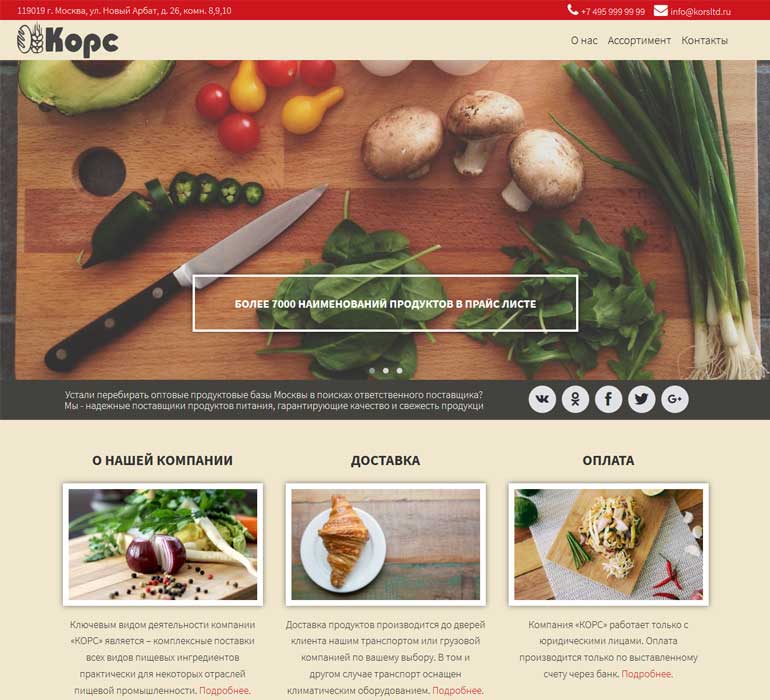 119019 г. Москва, ул. Новый Арбат, д. 26, комн. 8,9,10
+7 495 999 99 99 info@korsltd.ru
Корс
О нас Ассортимент Контакты
БОЛЕЕ 7000 НАИМЕНОВАНИЙ ПРОДУКТОВ В ПРАЙС ЛИСТЕ
Устали перебирать оптовые продуктовые базы Москвы в поисках ответственного поставщика?
Мы - надежные поставщики продуктов питания, гарантирующие качество и свежесть продукци
G+
О НАШЕЙ КОМПАНИИ
Ключевым видом деятельности компании
«КОРС» является – комплексные поставки
всех видов пищевых ингредиентов
практически для некоторых отраслей
пищевой промышленности. Подробнее.
ДОСТАВКА
Доставка продуктов производится до дверей
клиента нашим транспортом или грузовой
компанией по вашему выбору. В том и
другом случае транспорт оснащен
климатическим оборудованием. Подробнее.
ОПЛАТА
Компания «КОРС» работает только с
юридическими лицами. Оплата
производится только по выставленному
счету через банк. Подробнее.